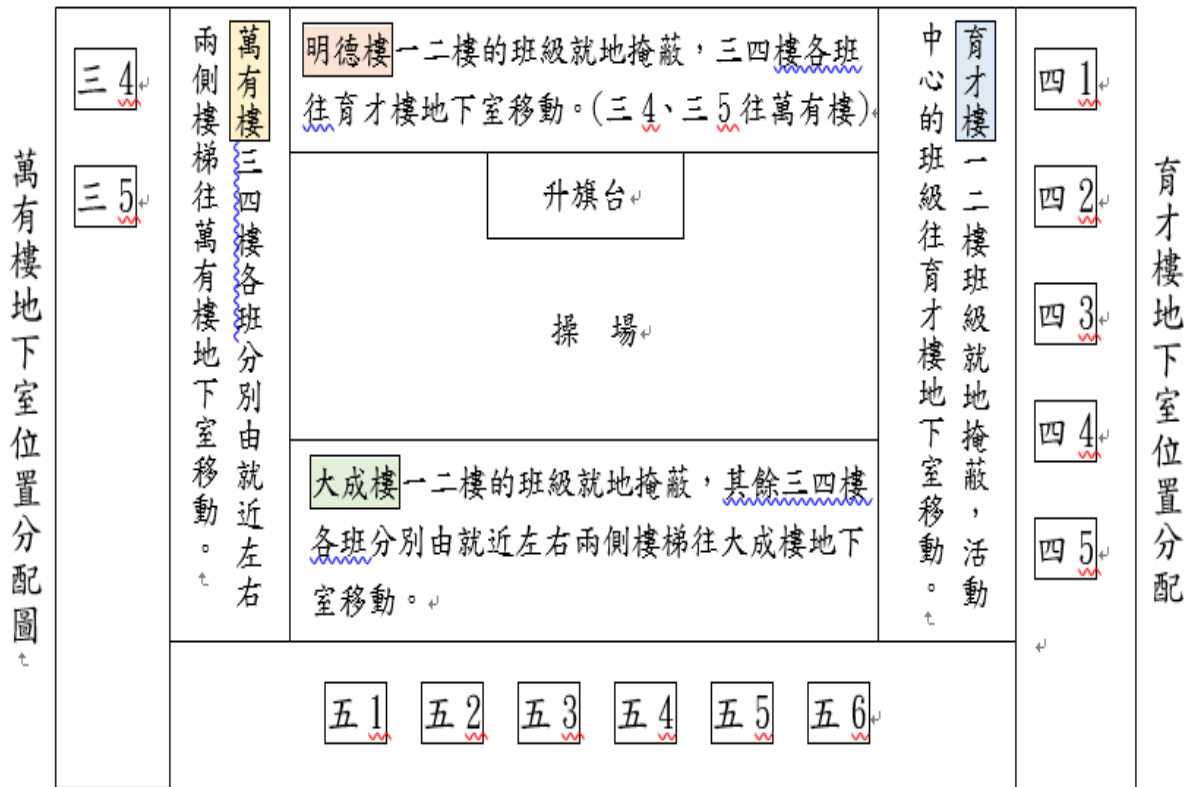 萬有樓地下室位置分配圖
三4
三5
萬有樓三四樓各班分別由就近左右
兩側樓梯往萬有樓地下室移動。
明德樓一二樓的班級就地掩蔽，三四樓各班
往育才樓地下室移動。(三4、三5往萬有樓)
升旗台
操 場
大成樓一二樓的班級就地掩蔽，其餘三四樓
各班分別由就近左右兩側樓梯往大成樓地下
室移動。
育才樓一二樓班級就地掩蔽，活動
中心的班級往育才樓地下室移動。
四1
四2
四3
四4
四5
育才樓地下室位置分配
五1 五2 五3 五4 五5 五6